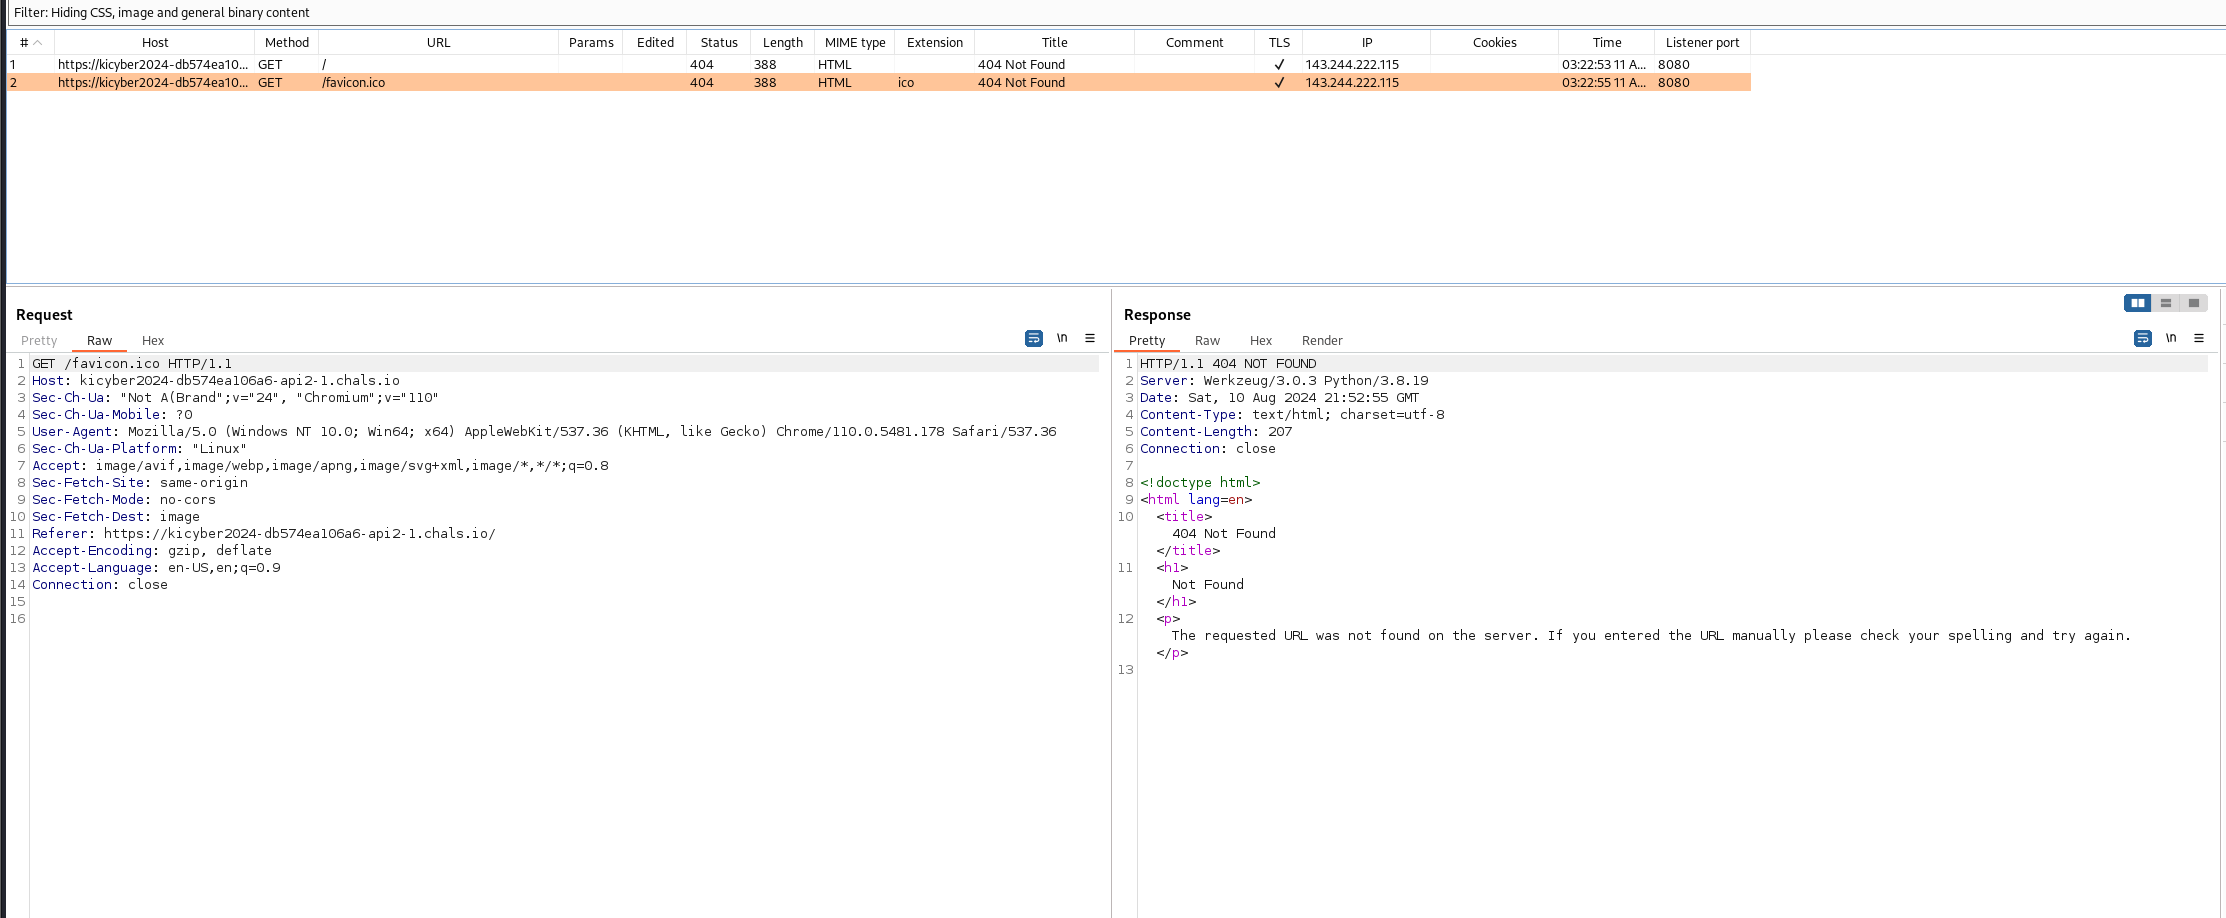 Filter: Hiding CSS, image and general binary content
# Host Method URL Params Edited Status Length MIME type Extension Title Comment TLS IP Cookies Time Listener port
1 https://kicyber2024-db574ea10... GET / 404 388 HTML 404 Not Found ✓ 143.244.222.115 03:22:53 11 A... 8080
2 https://kicyber2024-db574ea10... GET /favicon.ico 404 388 HTML ico 404 Not Found ✓ 143.244.222.115 03:22:55 11 A... 8080
Request
Pretty Raw Hex
\n
1 GET /favicon.ico HTTP/1.1
2 Host: kicyber2024-db574ea106a6-api2-1.chals.io
3 Sec-Ch-Ua: "Not A(Brand";v="24", "Chromium";v="110"
4 Sec-Ch-Ua-Mobile: ?0
5 User-Agent: Mozilla/5.0 (Windows NT 10.0; Win64; x64) AppleWebKit/537.36 (KHTML, like Gecko) Chrome/110.0.5481.178 Safari/537.36
6 Sec-Ch-Ua-Platform: "Linux"
7 Accept: image/avif,image/webp,image/apng,image/svg+xml,image/*,*/*;q=0.8
8 Sec-Fetch-Site: same-origin
9 Sec-Fetch-Mode: no-cors
10 Sec-Fetch-Dest: image
11 Referer: https://kicyber2024-db574ea106a6-api2-1.chals.io/
12 Accept-Encoding: gzip, deflate
13 Accept-Language: en-US,en;q=0.9
14 Connection: close
15
16
Response
Pretty Raw Hex Render
\n
1 HTTP/1.1 404 NOT FOUND
2 Server: Werkzeug/3.0.3 Python/3.8.19
3 Date: Sat, 10 Aug 2024 21:52:55 GMT
4 Content-Type: text/html; charset=utf-8
5 Content-Length: 207
6 Connection: close
7
8 <!doctype html>
9 <html lang=en>
10 <title>
404 Not Found
</title>
11 <h1>
Not Found
</h1>
12 <p>
The requested URL was not found on the server. If you entered the URL manually please check your spelling and try again.
</p>
13